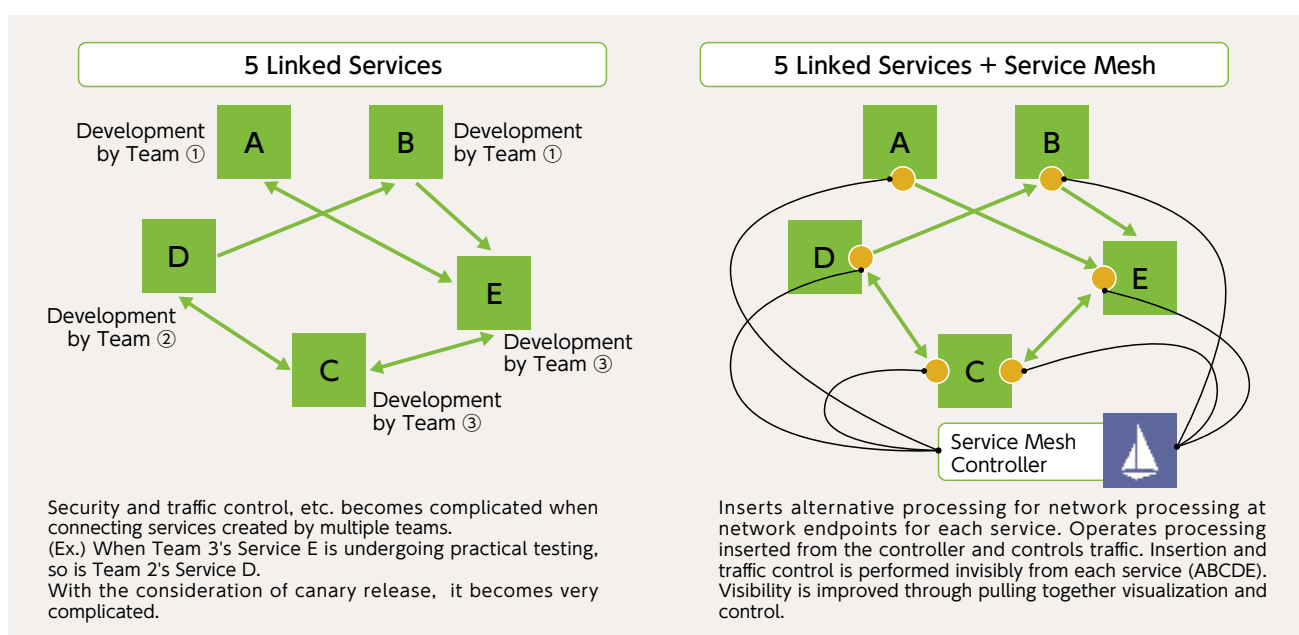 5 Linked Services
Development
by Team ①
A
B
Development
by Team ①
D
E
Development
by Team ②
C
Development
by Team ③
Development
by Team ③
Security and traffic control, etc. becomes complicated when
connecting services created by multiple teams.
(Ex.) When Team 3's Service E is undergoing practical testing,
so is Team 2's Service D.
With the consideration of canary release, it becomes very
complicated.
5 Linked Services + Service Mesh
A
B
D
E
C
Service Mesh
Controller
Inserts alternative processing for network processing at
network endpoints for each service. Operates processing
inserted from the controller and controls traffic. Insertion and
traffic control is performed invisibly from each service (ABCDE).
Visibility is improved through pulling together visualization and
control.